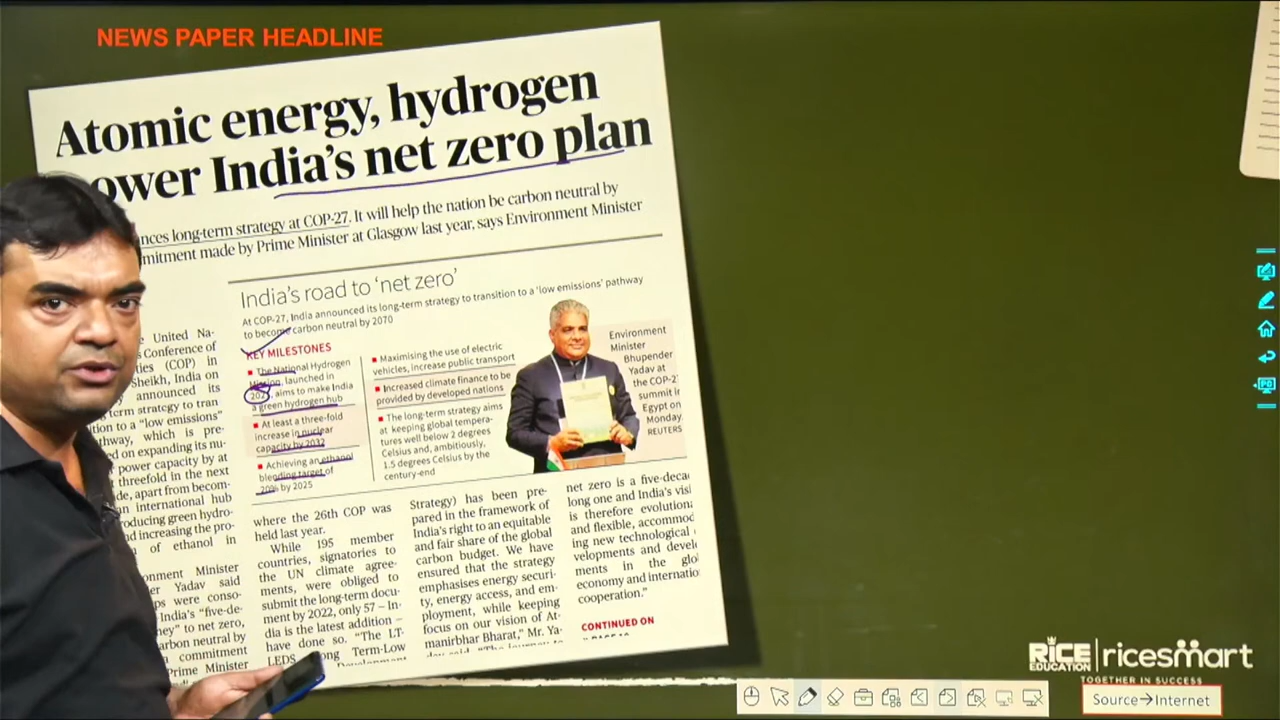 NEWS PAPER HEADLINE
Atomic energy, hydrogen
ower India's net zero plan
nces long-term strategy at COP-27. It will help the nation be carbon neutral by
mitment made by Prime Minister at Glasgow last year, says Environment Minister
India's road to 'net zero'
At COP-27, India announced its long-term strategy to transition to a 'low emissions' pathway
to become carbon neutral by 2070
KEY MILESTONES
The National Hydrogen
Mission, launched in
202, aims to make India
a green hydrogen hub
At least a three-fold
increase in nuclear
capacity by 2032
Achieving an ethanol
blending target of
20% by 2025
Maximising the use of electric
vehicles, increase public transport
Increased climate finance to be
provided by developed nations
The long-term strategy aims
at keeping global tempera-
tures well below 2 degrees
Celsius and, ambitiously,
1.5 degrees Celsius by the
century-end
Environment
Minister
Bhupender
Yadav at
the COP-2
summit i
Egypt on
Monday.
REUTERS
United Na-
Conference of
ies (COP) in
Sheikh, India on
announced its
term strategy to tran
ition to a "low emissions"
thway, which is pre-
ed on expanding its nu-
power capacity by at
threefold in the next
de, apart from becom-
n international hub
roducing green hydro-
nd increasing the pro-
of ethanol in
onment Minister
er Yadav said
ps were conso-
India's "five-de-
ney" to net zero,
arbon neutral by
commitment
Prime Minister
where the 26th COP was
held last year.
While 195 member
countries, signatories to
the UN climate agree-
ments, were obliged to
submit the long-term docu-
ment by 2022, only 57 – In-
dia is the latest addition –
have done so. "The LT-
LEDS ong Term-Low
Development
Strategy) has been pre-
pared in the framework of
India's right to an equitable
and fair share of the global
carbon budget. We have
ensured that the strategy
emphasises energy securi-
ty, energy access, and em-
ployment, while keeping
focus on our vision of At-
manirbhar Bharat," Mr. Ya-
dav said. "The journey to
net zero is a five-deca
long one and India's visi
is therefore evolution
and flexible, accommod
ing new technological
velopments and devel
ments in the glo
economy and internatio
cooperation."
CONTINUED ON
RICE
EDUCATION
ricesmart
TOGETHER IN SUCCESS
Source→Internet